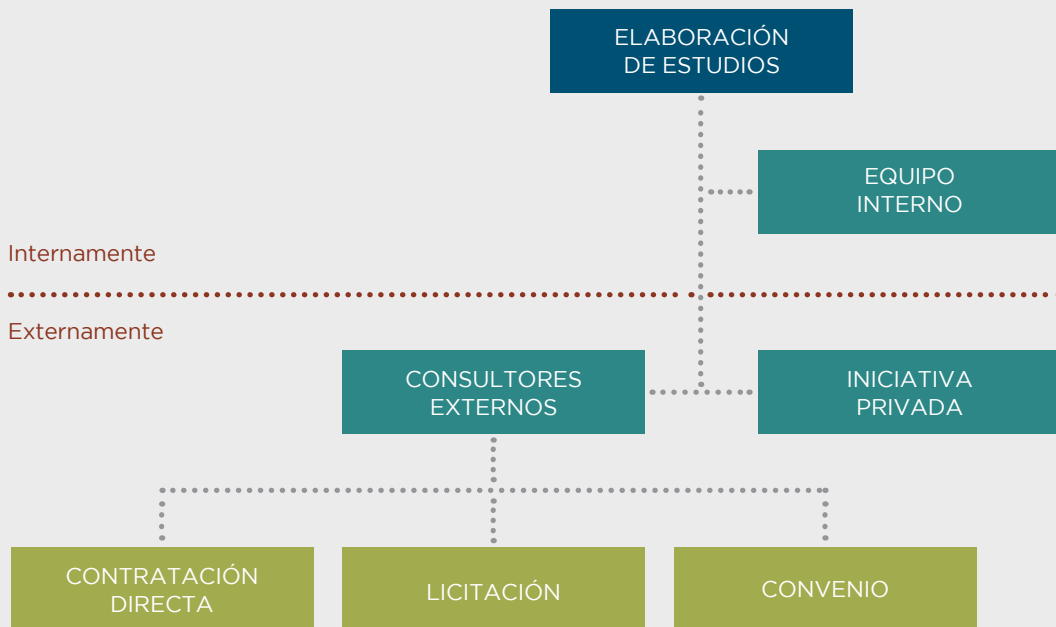 ELABORACIÓN
DE ESTUDIOS
EQUIPO
INTERNO
Internamente
Externamente
CONSULTORES
EXTERNOS
INICIATIVA
PRIVADA
CONTRATACIÓN
DIRECTA
LICITACIÓN
CONVENIO